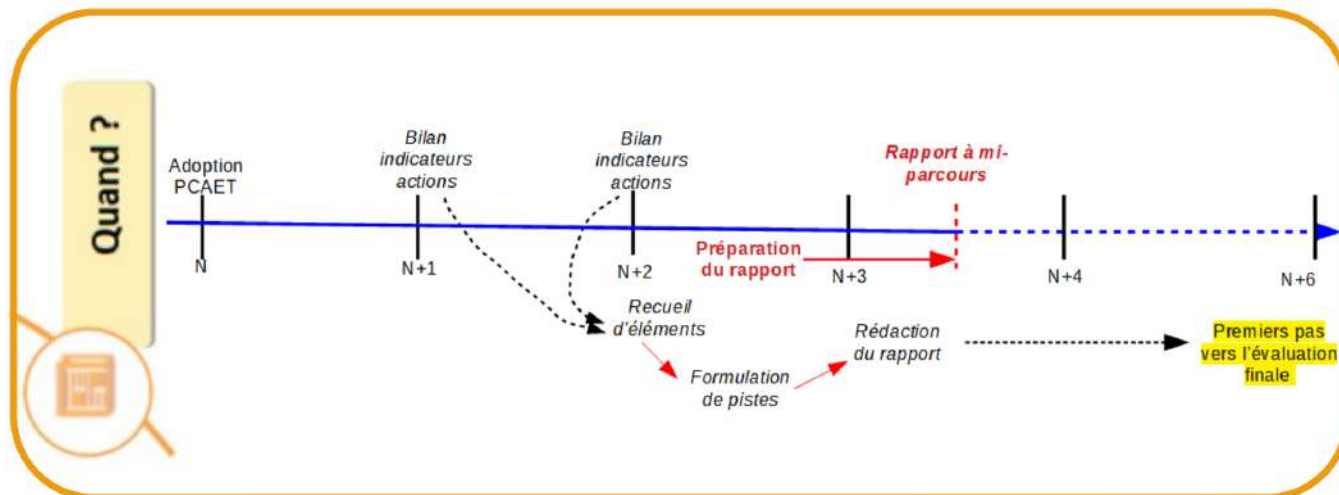 Quand ?
Adoption
PCAET
N
Bilan
indicateurs
actions
N+1
Bilan
indicateurs
actions
N+2
Préparation
du rapport
N+3
Rapport à mi-
parcours
N+4
N+6
Recueil
d'éléments
Formulation
de pistes
Rédaction
du rapport
Premiers pas
vers l'évaluation
finale